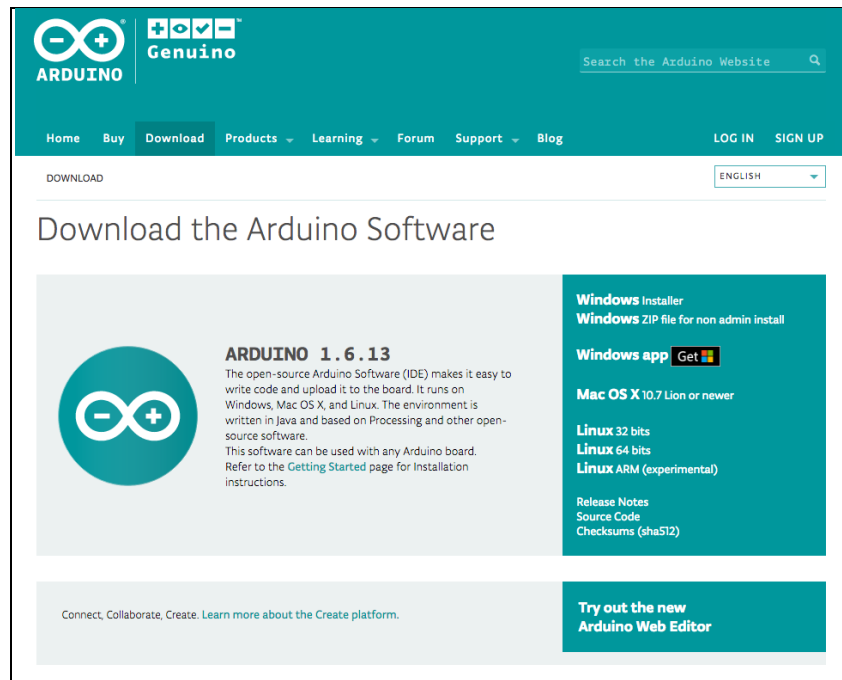 ARDUINO
Genuino
Search the Arduino Website
Home Buy Download Products Learning Forum Support Blog LOG IN SIGN UP
DOWNLOAD
ENGLISH
Download the Arduino Software
ARDUINO 1.6.13
The open-source Arduino Software (IDE) makes it easy to
write code and upload it to the board. It runs on
Windows, Mac OS X, and Linux. The environment is
written in Java and based on Processing and other open-
source software.
This software can be used with any Arduino board.
Refer to the Getting Started page for Installation
instructions.
Windows Installer
Windows ZIP file for non admin install
Windows app Get
Mac OS X 10.7 Lion or newer
Linux 32 bits
Linux 64 bits
Linux ARM (experimental)
Release Notes
Source Code
Checksums (sha512)
Connect, Collaborate, Create. Learn more about the Create platform.
Try out the new
Arduino Web Editor